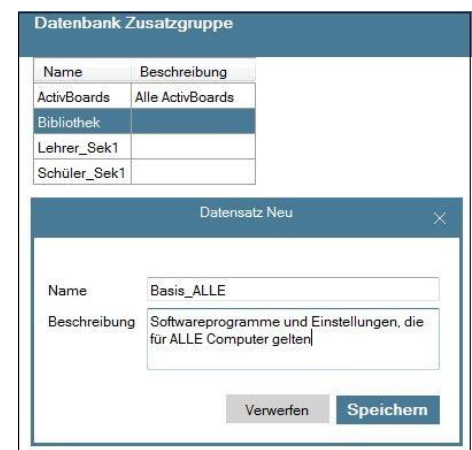 Datenbank Zusatzgruppe
Name Beschreibung
ActivBoards Alle ActivBoards
Bibliothek
Lehrer_Sek1
Schüler_Sek1
Datensatz Neu
Name Basis_ALLE
Beschreibung Softwareprogramme und Einstellungen, die
für ALLE Computer gelten
Verwerfen Speichern